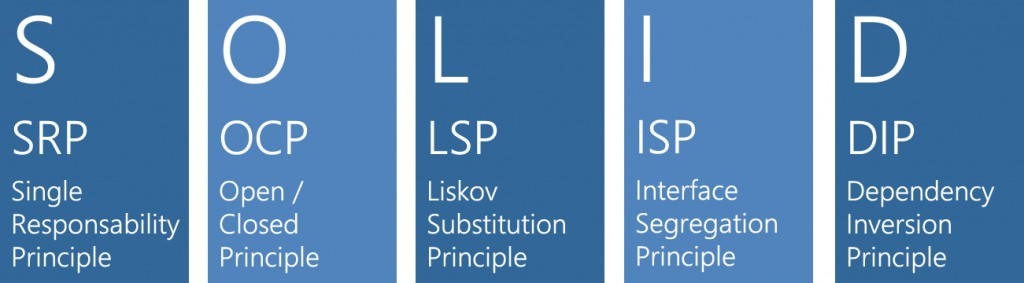 S
SRP
Single
Responsability
Principle
O
OCP
Open /
Closed
Principle
L
LSP
Liskov
Substitution
Principle
I
ISP
Interface
Segregation
Principle
D
DIP
Dependency
Inversion
Principle